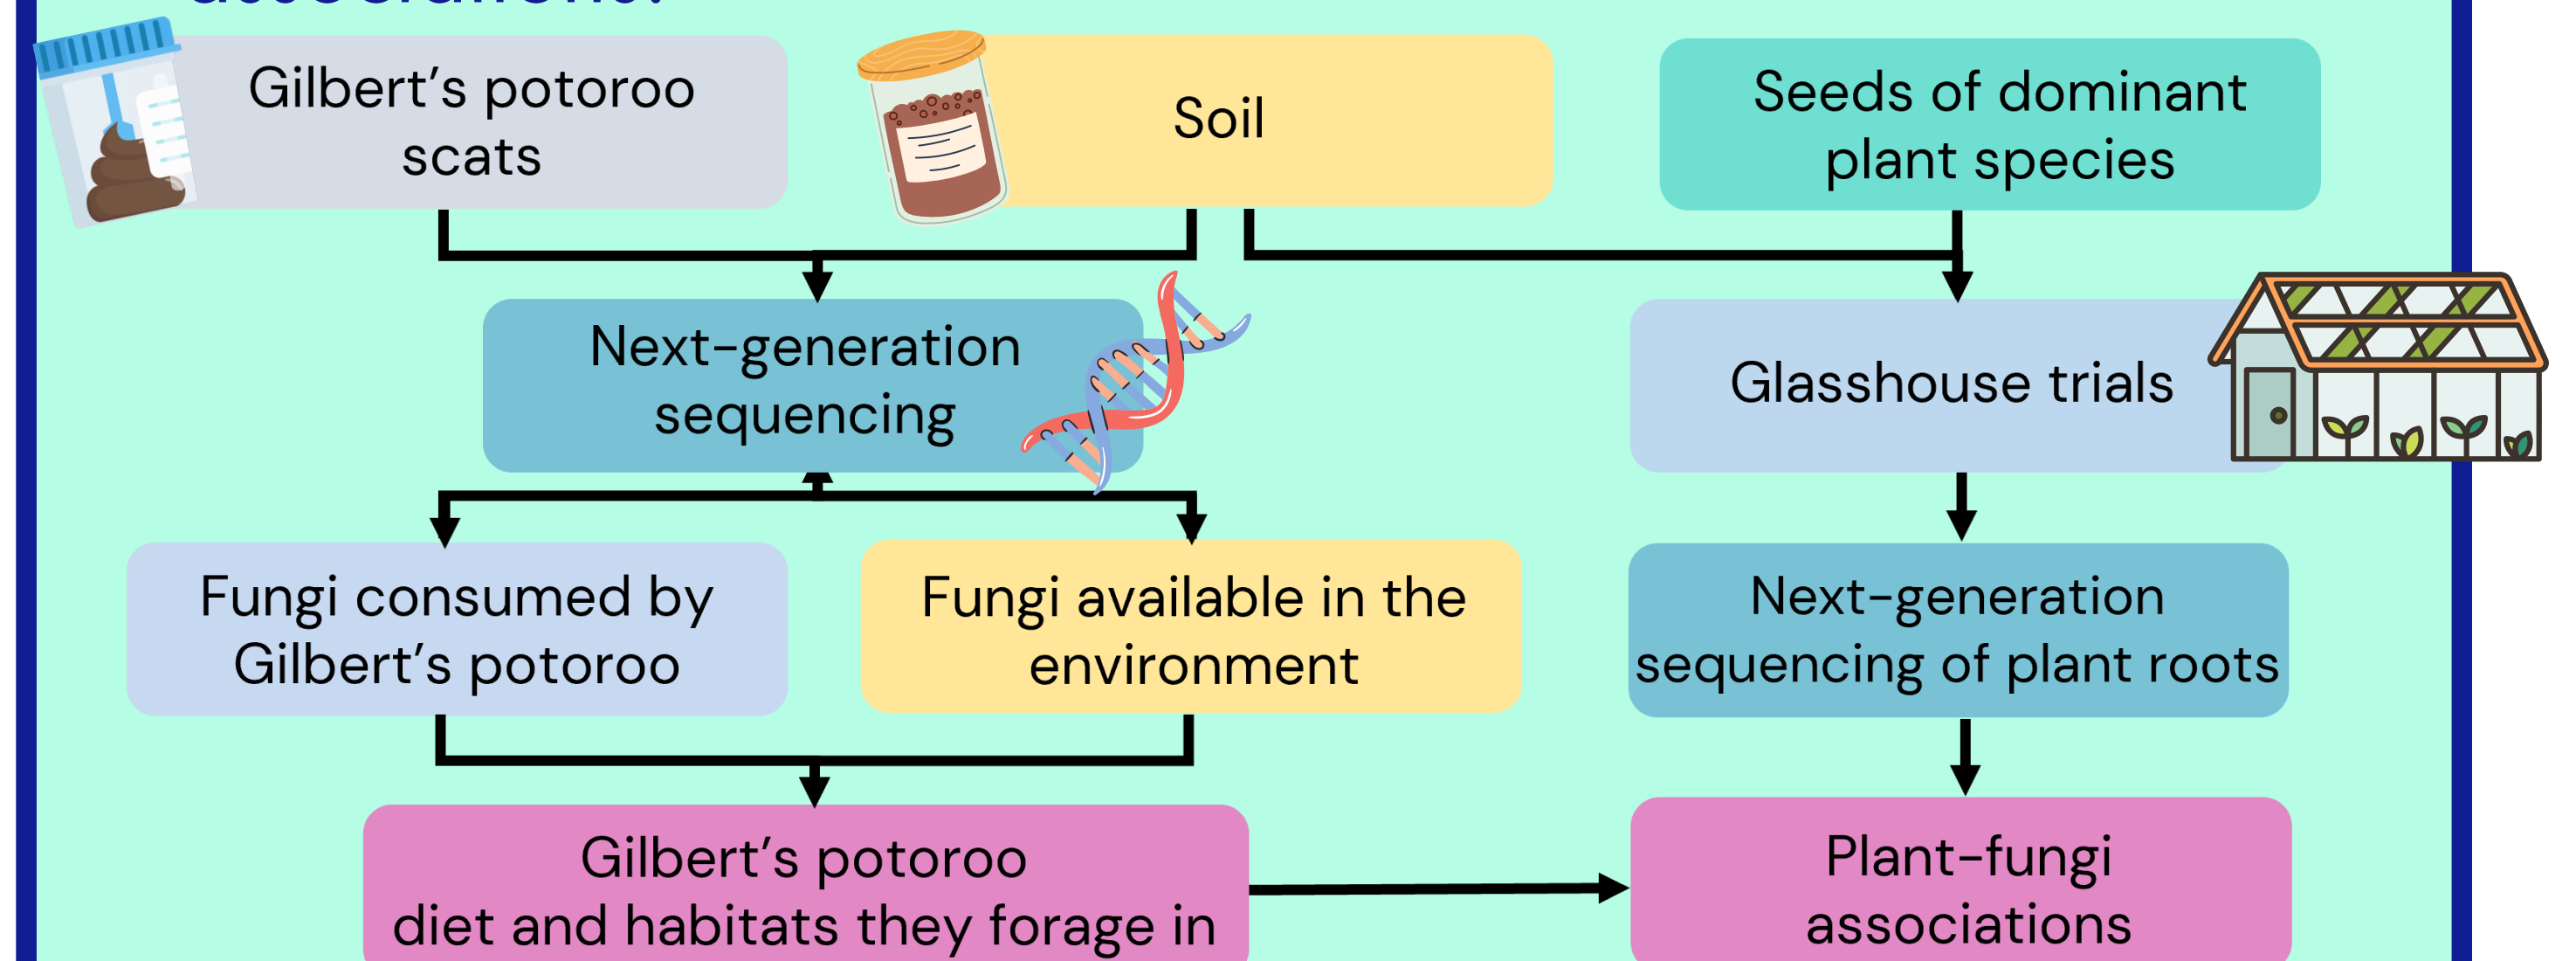 associations?
Gilbert’s potoroo
scats
Soil
Seeds of dominant
plant species
Next-generation
sequencing
Glasshouse trials
Fungi consumed by
Gilbert’s potoroo
Fungi available in the
environment
Next-generation
sequencing of plant roots
Gilbert’s potoroo
diet and habitats they forage in
Plant-fungi
associations